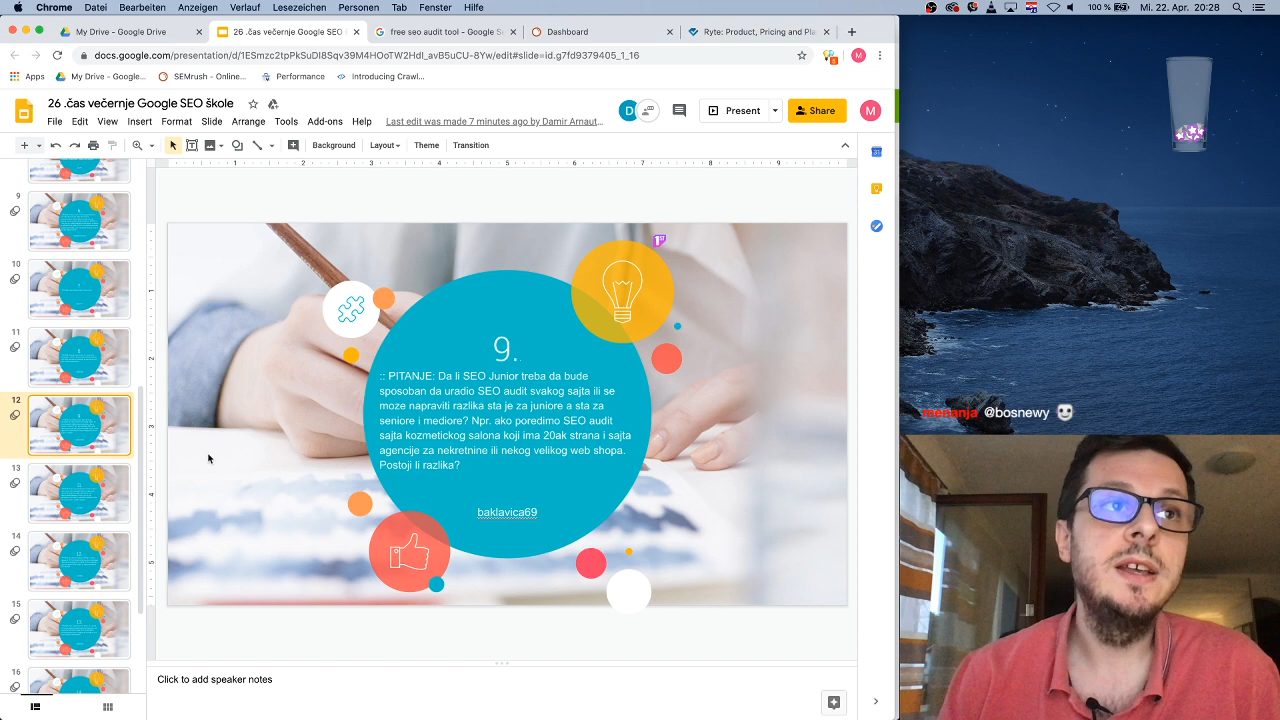 Chrome Datei Bearbeiten Anzeigen Verlauf Lesezeichen Personen Tab Fenster Hilfe
100 % Mi. 22. Apr. 20:28
My Drive - Google Drive
26 .čas večernje Google SEO š
free seo audit tool - Google Se
Dashboard
Ryte: Product, Pricing and Pla
docs.google.com/presentation/d/1ESmzc2tpPkSuDI8Sqv39M4HOoTW2HdI_avB5uCU-8Yw/edit#slide=id.g7fd9379405_1_16
Apps My Drive - Google... SEMrush - Online... Performance Introducing Crawl...
26 .čas večernje Google SEO škole
File Edit View Insert Format Slide Arrange Tools Add-ons Help Last edit was made 7 minutes ago by Damir Arnaut...
D
Present
Share
M
Background Layout Theme Transition
9
10
11
12
13
14
15
16
9.
:: PITANJE: Da li SEO Junior treba da bude
sposoban da uradio SEO audit svakog sajta ili se
moze napraviti razlika sta je za juniore a sta za
seniore i mediore? Npr. ako poredimo SEO audit
sajta kozmetickog salona koji ima 20ak strana i sajta
agencije za nekretnine ili nekog velikog web shopa.
Postoji li razlika?
baklavica69
Click to add speaker notes
@bosnewy